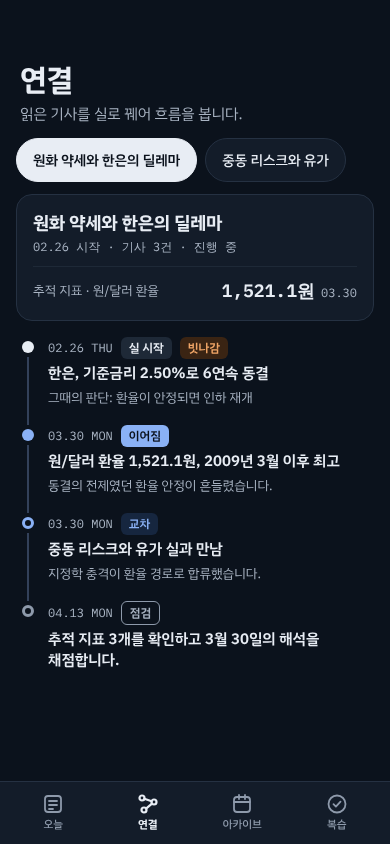 연결
읽은 기사를 실로 꿰어 흐름을 봅니다.
원화 약세와 한은의 딜레마
중동 리스크와 유가
원화 약세와 한은의 딜레마
02.26 시작 · 기사 3건 · 진행 중
추적 지표 · 원/달러 환율
1,521.1원 03.30
02.26 THU 실 시작 빗나감
한은, 기준금리 2.50%로 6연속 동결
그때의 판단: 환율이 안정되면 인하 재개
03.30 MON 이어짐
원/달러 환율 1,521.1원, 2009년 3월 이후 최고
동결의 전제였던 환율 안정이 흔들렸습니다.
03.30 MON 교차
중동 리스크와 유가 실과 만남
지정학 충격이 환율 경로로 합류했습니다.
04.13 MON 점검
추적 지표 3개를 확인하고 3월 30일의 해석을
채점합니다.
오늘
연결
아카이브
복습